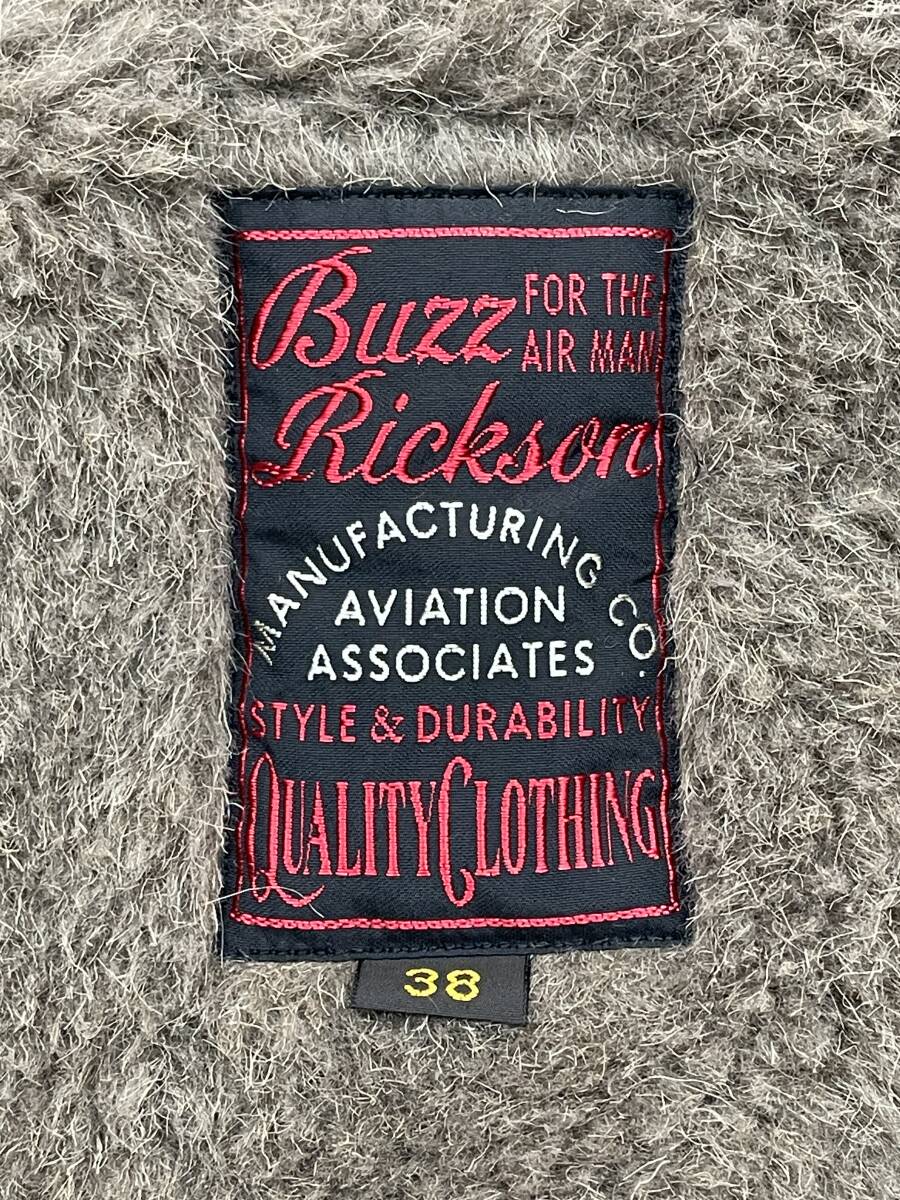 Buzz FOR THE
AIR MAN
Rickson
MANUFACTURING CO.
AVIATION
ASSOCIATES
STYLE & DURABILITY
QUALITY CLOTHING
38